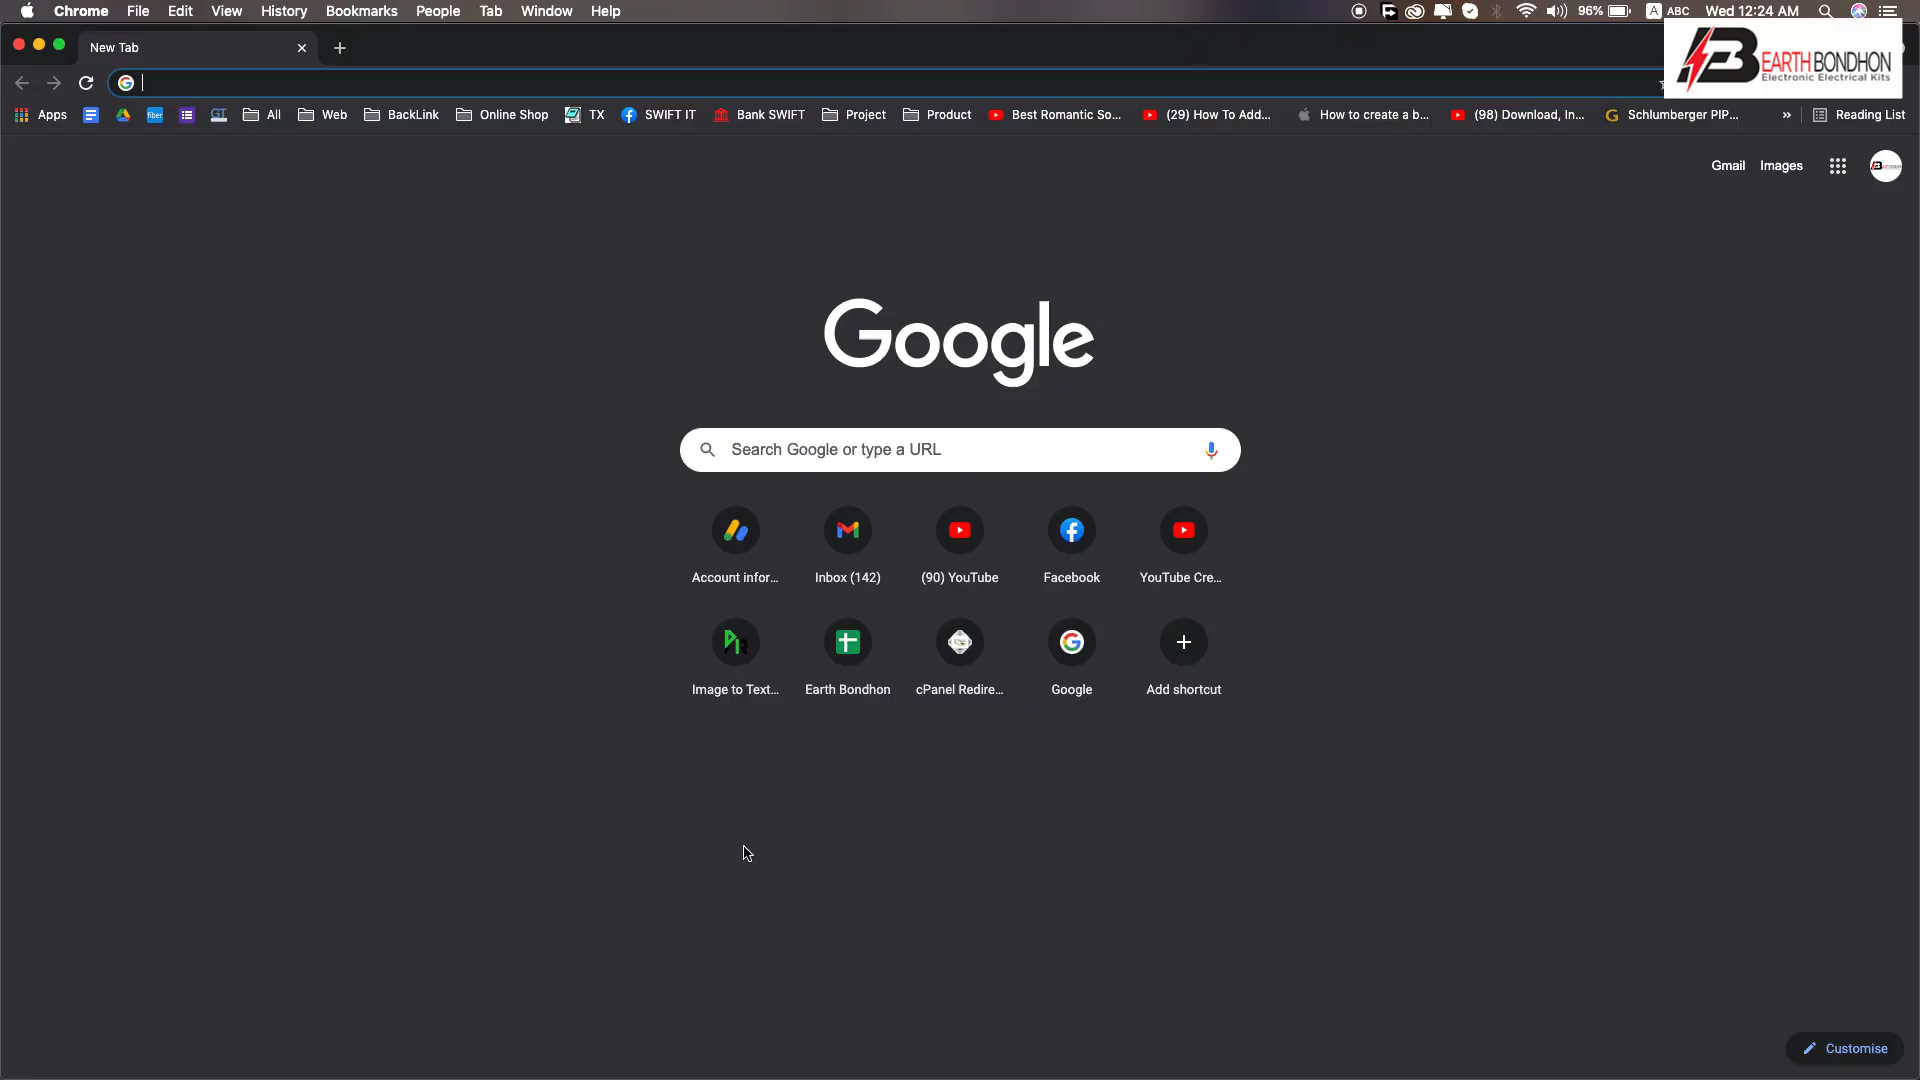 Chrome File Edit View History Bookmarks People Tab Window Help 96% A ABC Wed 12:24 AM
New Tab
EARTH BONDHON
Electronic Electrical Kits
Apps fiber GT All Web BackLink Online Shop TX SWIFT IT Bank SWIFT Project Product Best Romantic So... (29) How To Add... How to create a b... (98) Download, In... Schlumberger PIP... » Reading List
Gmail Images
Google
Search Google or type a URL
Account infor... Inbox (142) (90) YouTube Facebook YouTube Cre...
Image to Text... Earth Bondhon cPanel Redire... Google Add shortcut
Customise